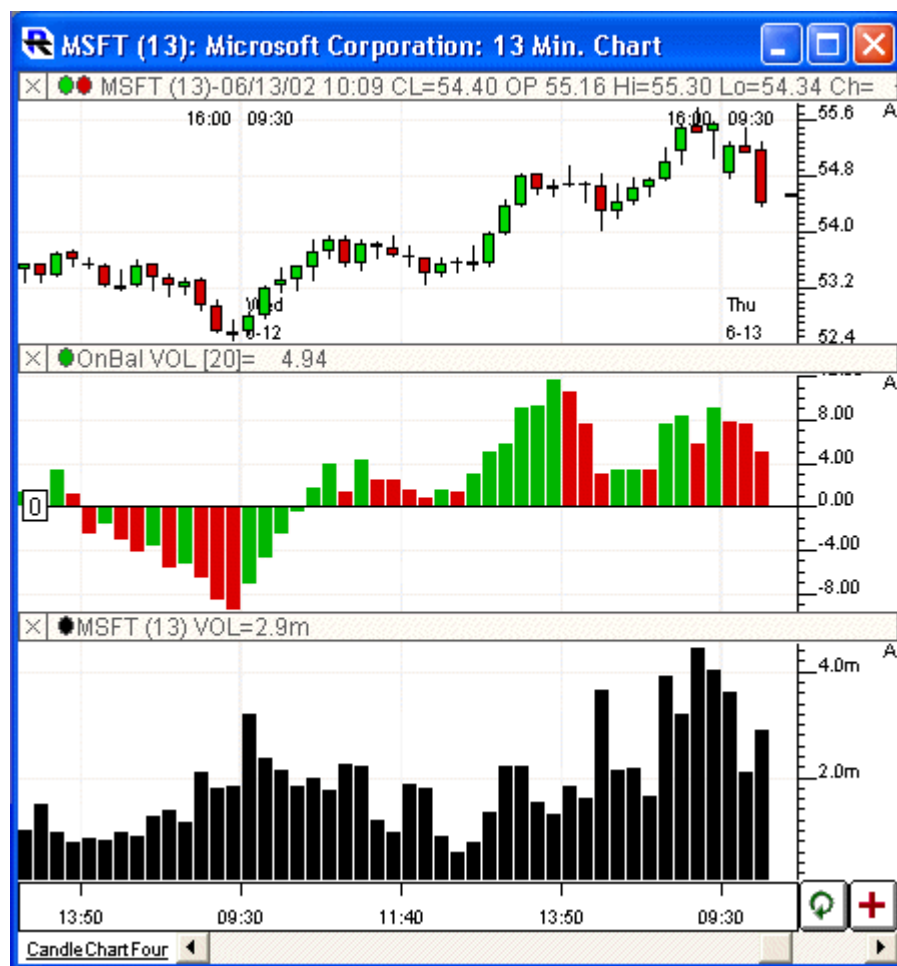 MSFT (13): Microsoft Corporation: 13 Min. Chart
MSFT (13)-06/13/02 10:09 CL=54.40 OP 55.16 Hi=55.30 Lo=54.34 Ch=
16:00 09:30
16:00 09:30
55.6 A
54.8
54.0
53.2
52.4
Wed
6-12
Thu
6-13
OnBal VOL [20]= 4.94
A
8.00
4.00
0.00
-4.00
-8.00
0
MSFT (13) VOL=2.9m
A
4.0m
2.0m
13:50 09:30 11:40 13:50 09:30
CandleChartFour